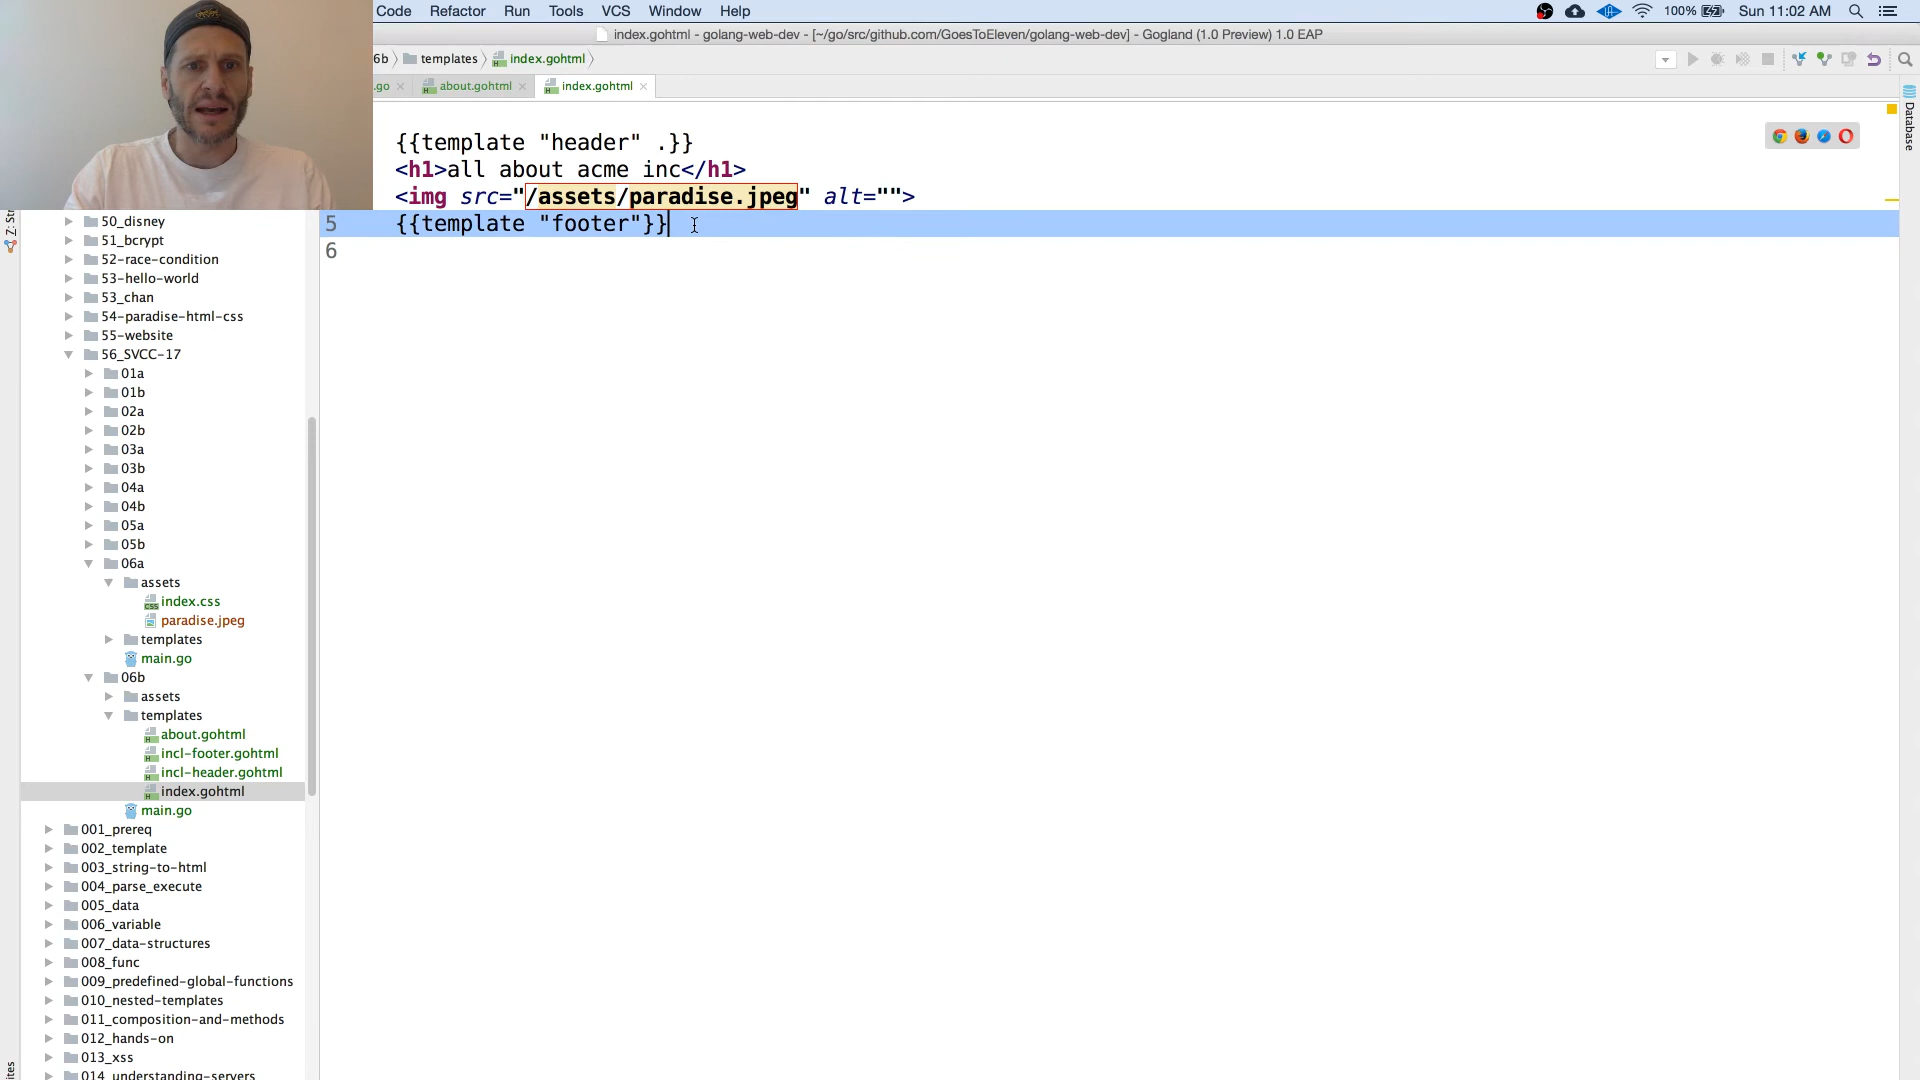 Code Refactor Run Tools VCS Window Help 100% Sun 11:02 AM
index.gohtml - golang-web-dev - [~/go/src/github.com/GoesToEleven/golang-web-dev] - Gogland (1.0 Preview) 1.0 EAP
6b templates index.gohtml
.go about.gohtml index.gohtml
{{template "header" .}}
<h1>all about acme inc</h1>
<img src="/assets/paradise.jpeg" alt="">
5 {{template "footer"}}
6
Database
50_disney
51_bcrypt
52-race-condition
53-hello-world
53_chan
54-paradise-html-css
55-website
56_SVCC-17
01a
01b
02a
02b
03a
03b
04a
04b
05a
05b
06a
assets
index.css
paradise.jpeg
templates
main.go
06b
assets
templates
about.gohtml
incl-footer.gohtml
incl-header.gohtml
index.gohtml
main.go
001_prereq
002_template
003_string-to-html
004_parse_execute
005_data
006_variable
007_data-structures
008_func
009_predefined-global-functions
010_nested-templates
011_composition-and-methods
012_hands-on
013_xss
014_understanding-servers